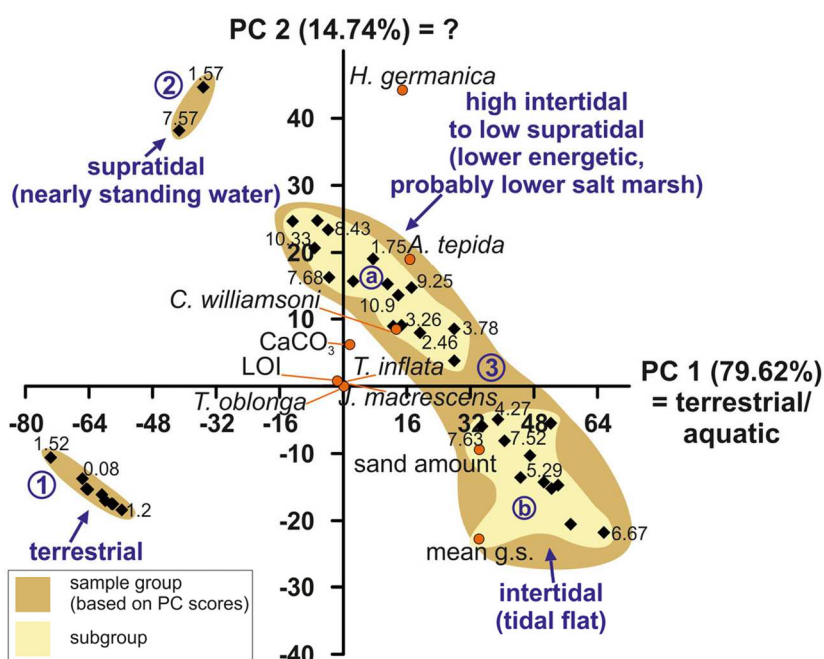 PC 2 (14.74%) = ?
1.57
2
7.57
supratidal
(nearly standing water)
H. germanica
high intertidal
to low supratidal
(lower energetic,
probably lower salt marsh)
40
30
20
10
8.43
10.33
1.75
A. tepida
7.68
a
9.25
10.9
C. williamsoni
3.26
3.78
2.46
CaCO3
3
LOI
T. inflata
T. oblonga
J. macrescens
PC 1 (79.62%)
= terrestrial/
aquatic
-80 -64 -48 -32 -16 16 32 48 64
4.27
7.63
7.52
sand amount
5.29
b
6.67
mean g.s.
intertidal
(tidal flat)
1.52
0.08
1
1.2
terrestrial
-10
-20
-30
-40
sample group
(based on PC scores)
subgroup